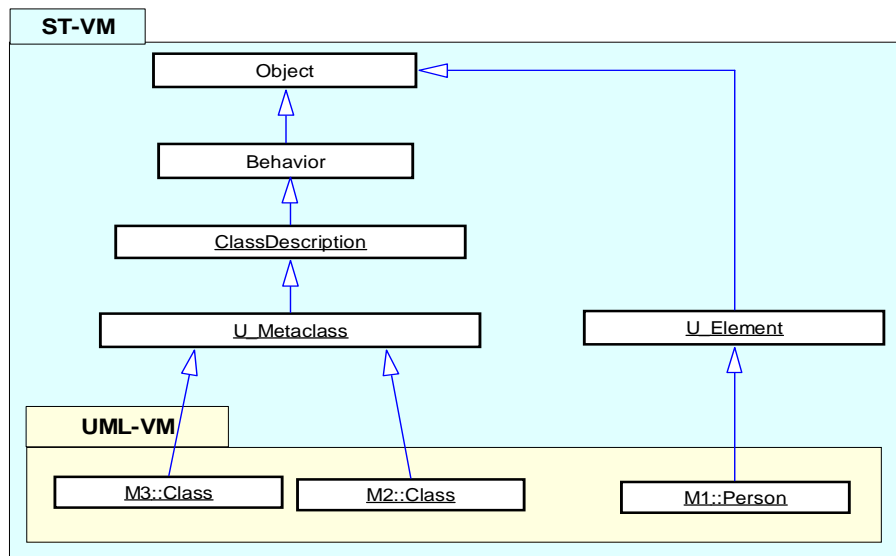 ST-VM
Object
Behavior
ClassDescription
U_Metaclass
U_Element
UML-VM
M3::Class
M2::Class
M1::Person